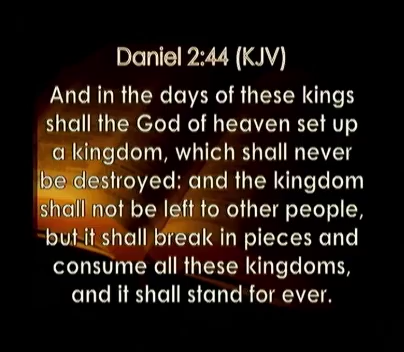 Daniel 2:44 (KJV)
And in the days of these kings
shall the God of heaven set up
a kingdom, which shall never
be destroyed: and the kingdom
shall not be left to other people,
but it shall break in pieces and
consume all these kingdoms,
and it shall stand for ever.